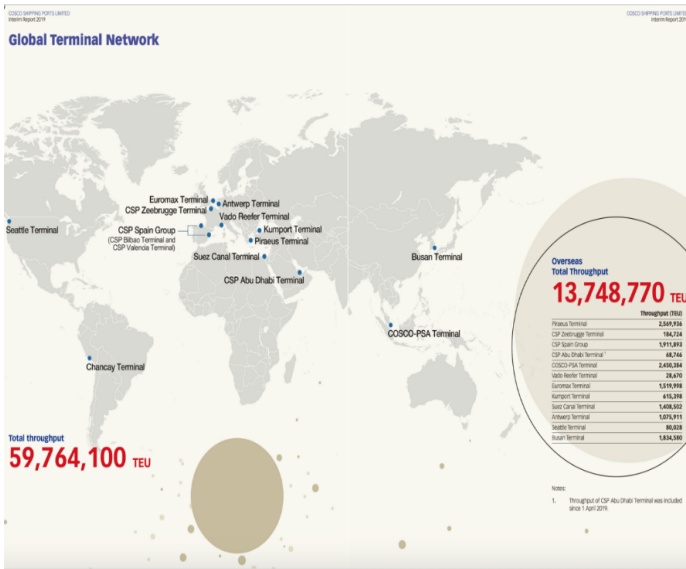 COSCO SHIPPING PORTS LIMITED
Interim Report 2019
COSCO SHIPPING PORTS LIMITE
Interim Report 201
Global Terminal Network
Euromax Terminal
Antwerp Terminal
CSP Zeebrugge Terminal
Vado Reefer Terminal
Seattle Terminal
CSP Spain Group
(CSP Bilbao Terminal and
CSP Valencia Terminal)
Kumport Terminal
Piraeus Terminal
Suez Canal Terminal
Busan Terminal
CSP Abu Dhabi Terminal
COSCO-PSA Terminal
Chancay Terminal
Overseas
Total Throughput
13,748,770 TEU
Throughput (TEU)
Piraeus Terminal 2,569,936
CSP Zeebrugge Terminal 184,724
CSP Spain Group 1,911,893
CSP Abu Dhabi Terminal 1 68,746
COSCO-PSA Terminal 2,450,384
Vado Reefer Terminal 28,670
Euromax Terminal 1,519,998
Kumport Terminal 615,398
Suez Canal Terminal 1,408,502
Antwerp Terminal 1,075,911
Seattle Terminal 80,028
Busan Terminal 1,834,580
Total throughput
59,764,100 TEU
Notes:
1. Throughput of CSP Abu Dhabi Terminal was included
since 1 April 2019.